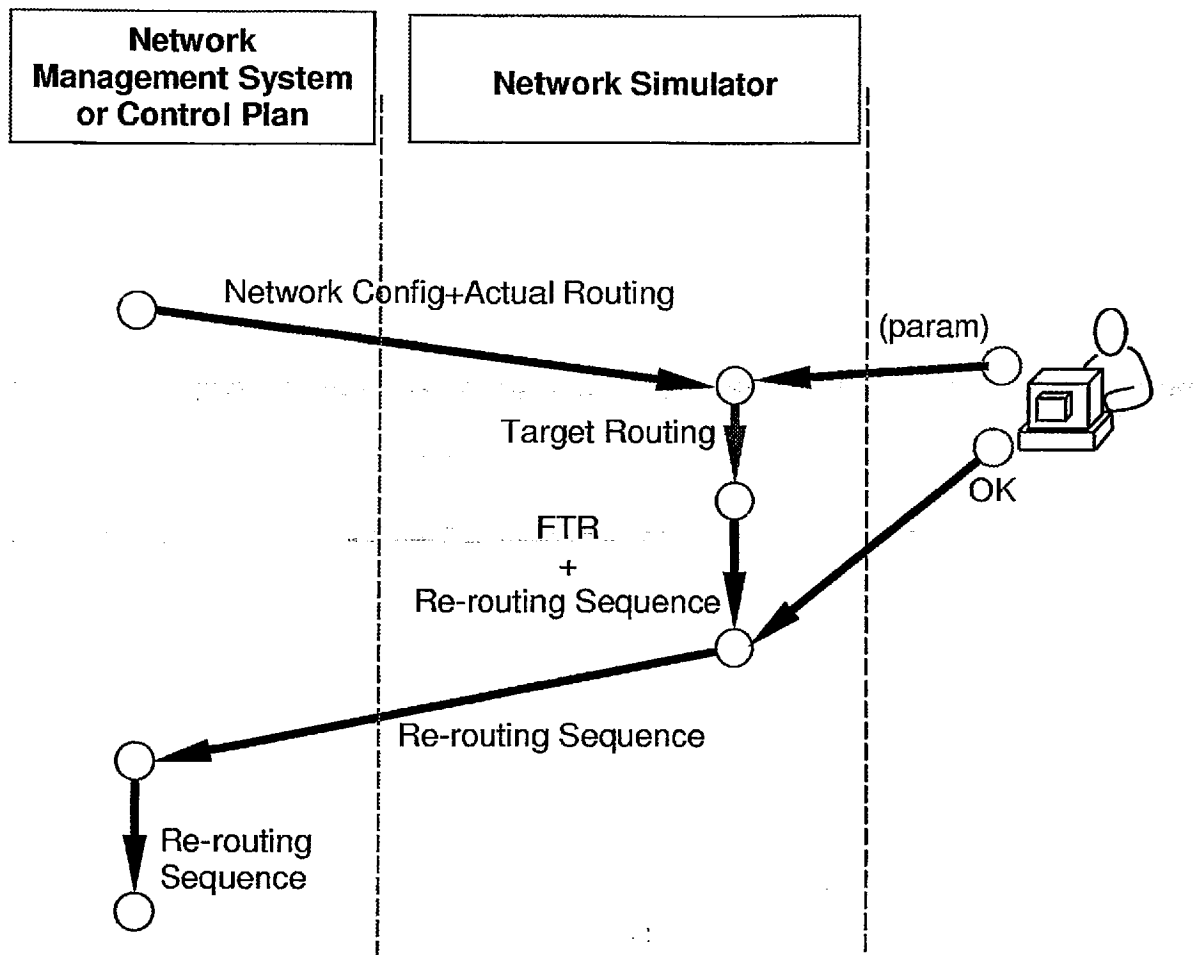 Network
Management System
or Control Plan
Network Simulator
Network Config+Actual Routing
(param)
Target Routing
OK
FTR
+
Re-routing Sequence
Re-routing Sequence
Re-routing
Sequence